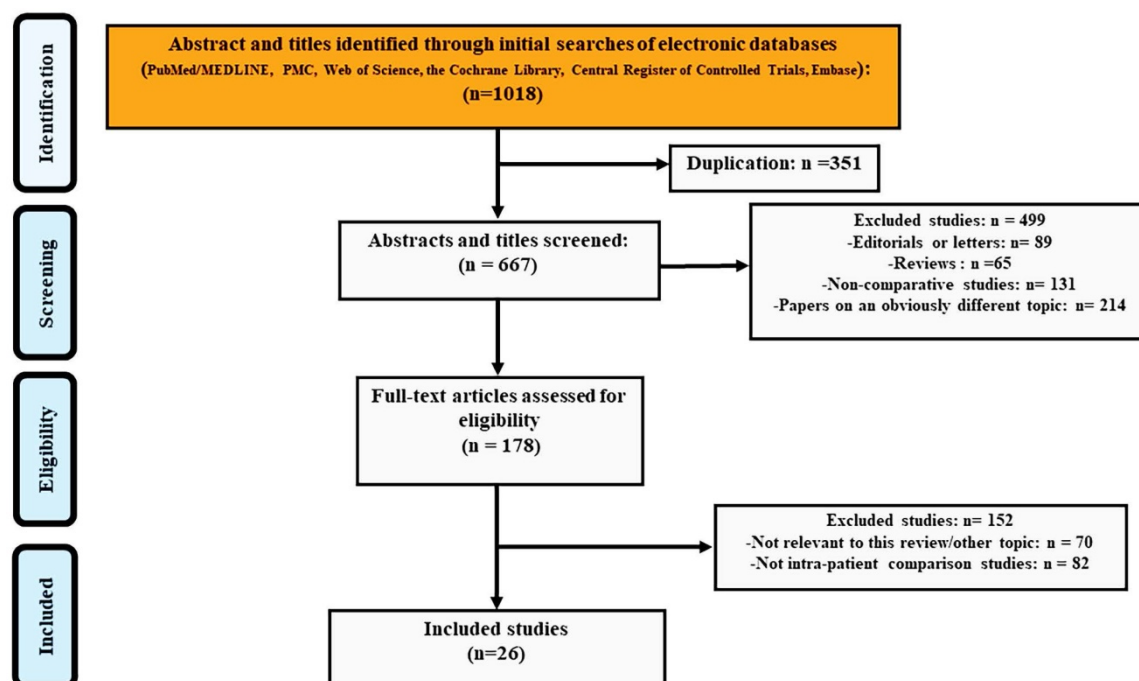 Identification
Abstract and titles identified through initial searches of electronic databases
(PubMed/MEDLINE, PMC, Web of Science, the Cochrane Library, Central Register of Controlled Trials, Embase):
(n=1018)
Duplication: n =351
Screening
Abstracts and titles screened:
(n = 667)
Excluded studies: n = 499
-Editorials or letters: n= 89
-Reviews : n =65
-Non-comparative studies: n= 131
-Papers on an obviously different topic: n= 214
Eligibility
Full-text articles assessed for
eligibility
(n = 178)
Excluded studies: n= 152
-Not relevant to this review/other topic: n = 70
-Not intra-patient comparison studies: n = 82
Included
Included studies
(n=26)